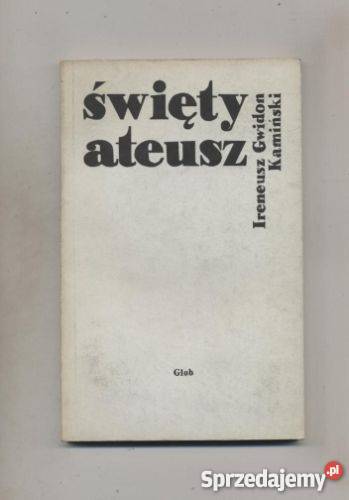 święty
ateusz
Ireneusz Gwidon
Kamiński
Glob
Sprzedajemy.pl